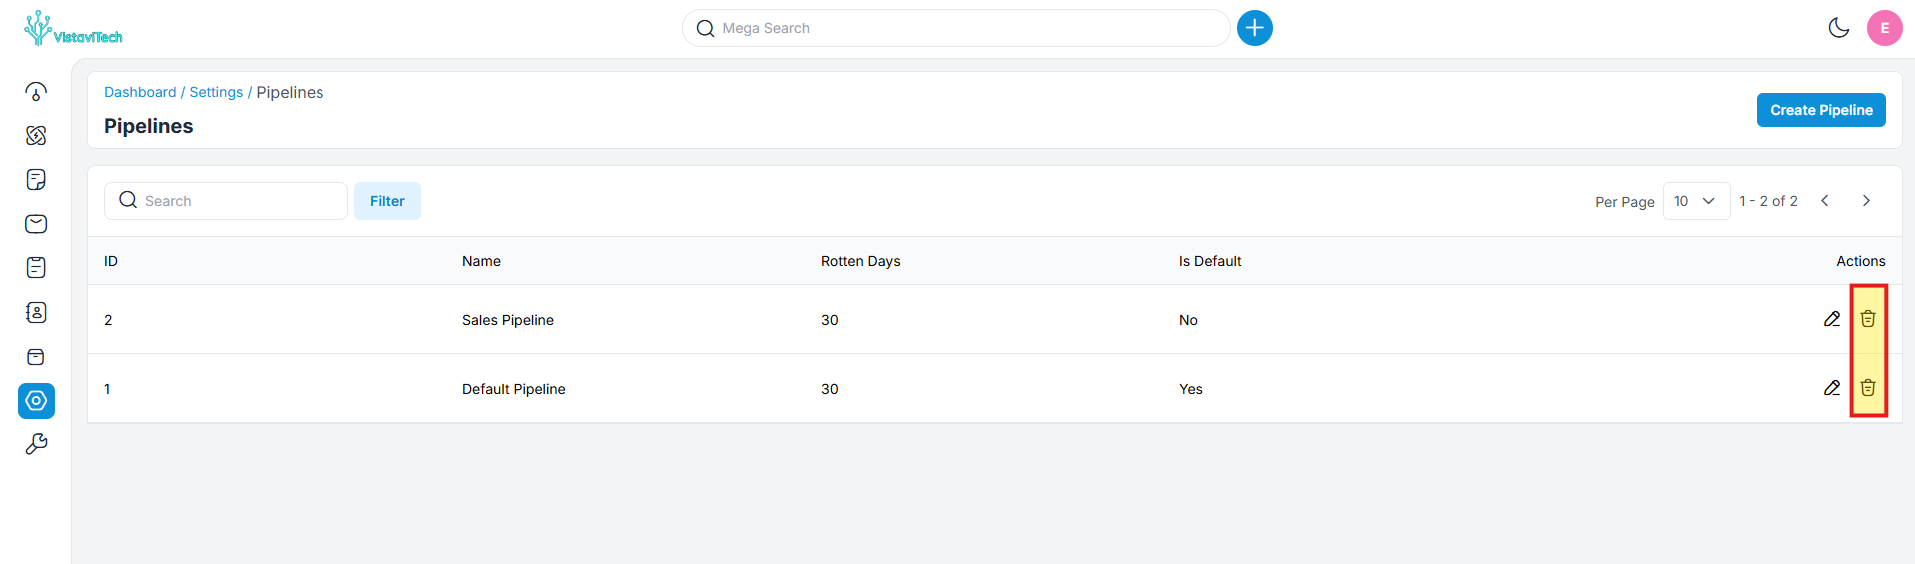 VistaviTech
Mega Search
E
Dashboard / Settings / Pipelines
Pipelines
Create Pipeline
Search
Filter
Per Page 10 1 - 2 of 2
ID Name Rotten Days Is Default Actions
2 Sales Pipeline 30 No
1 Default Pipeline 30 Yes